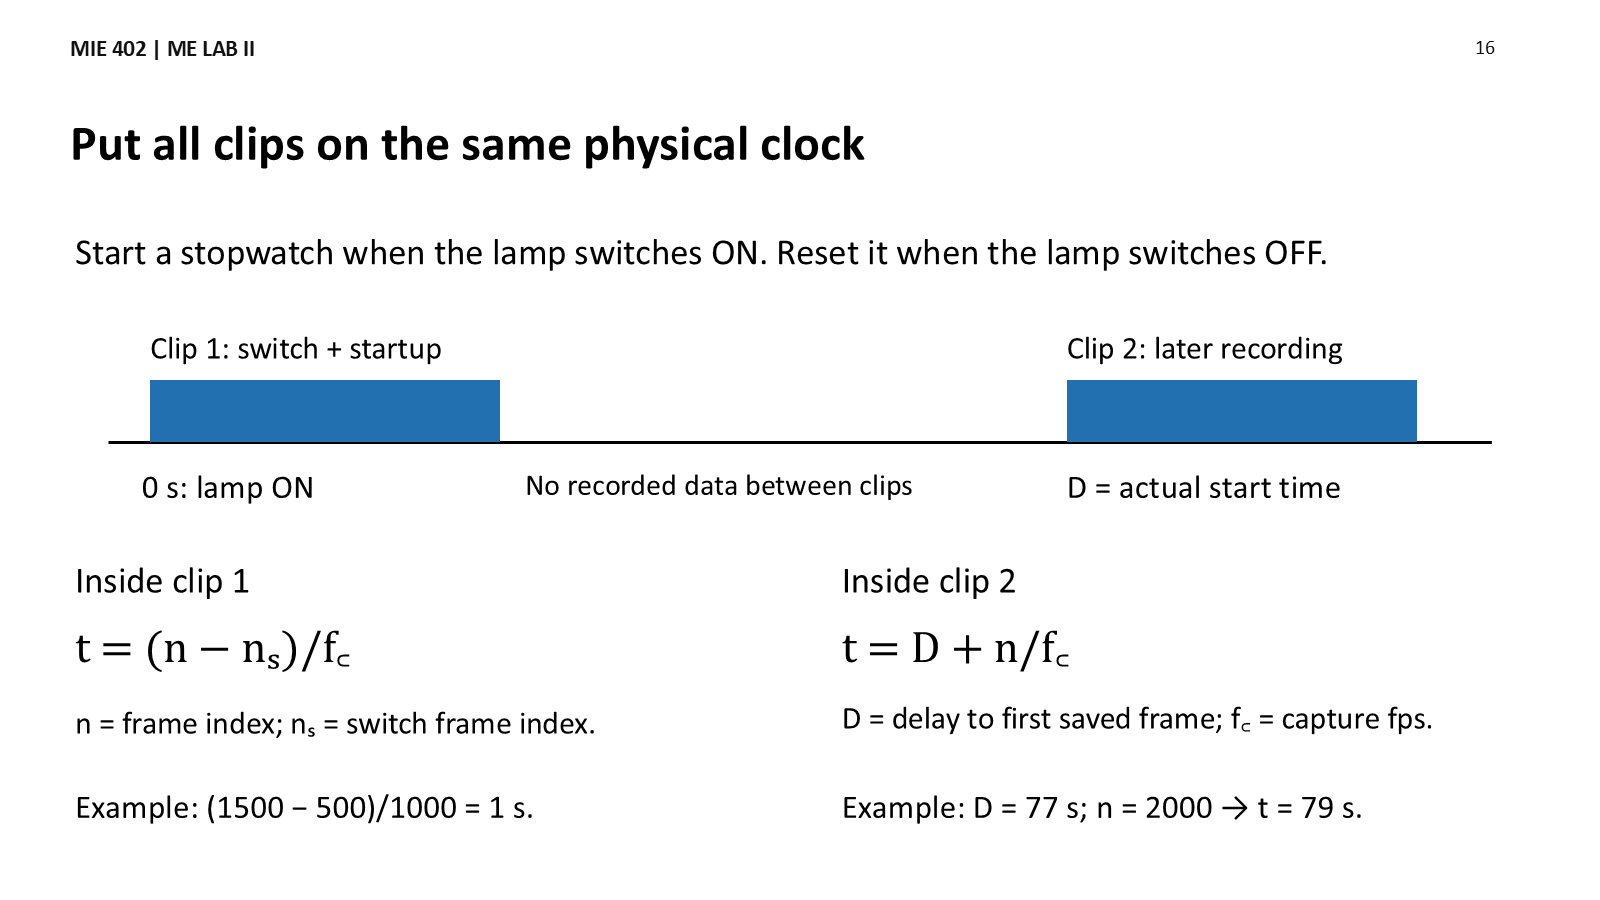 MIE 402 | ME LAB II
16
Put all clips on the same physical clock
Start a stopwatch when the lamp switches ON. Reset it when the lamp switches OFF.
Clip 1: switch + startup
Clip 2: later recording
0 s: lamp ON
No recorded data between clips
D = actual start time
Inside clip 1
t = (n − nₛ)/f꜀
n = frame index; nₛ = switch frame index.
Example: (1500 − 500)/1000 = 1 s.
Inside clip 2
t = D + n/f꜀
D = delay to first saved frame; f꜀ = capture fps.
Example: D = 77 s; n = 2000 → t = 79 s.